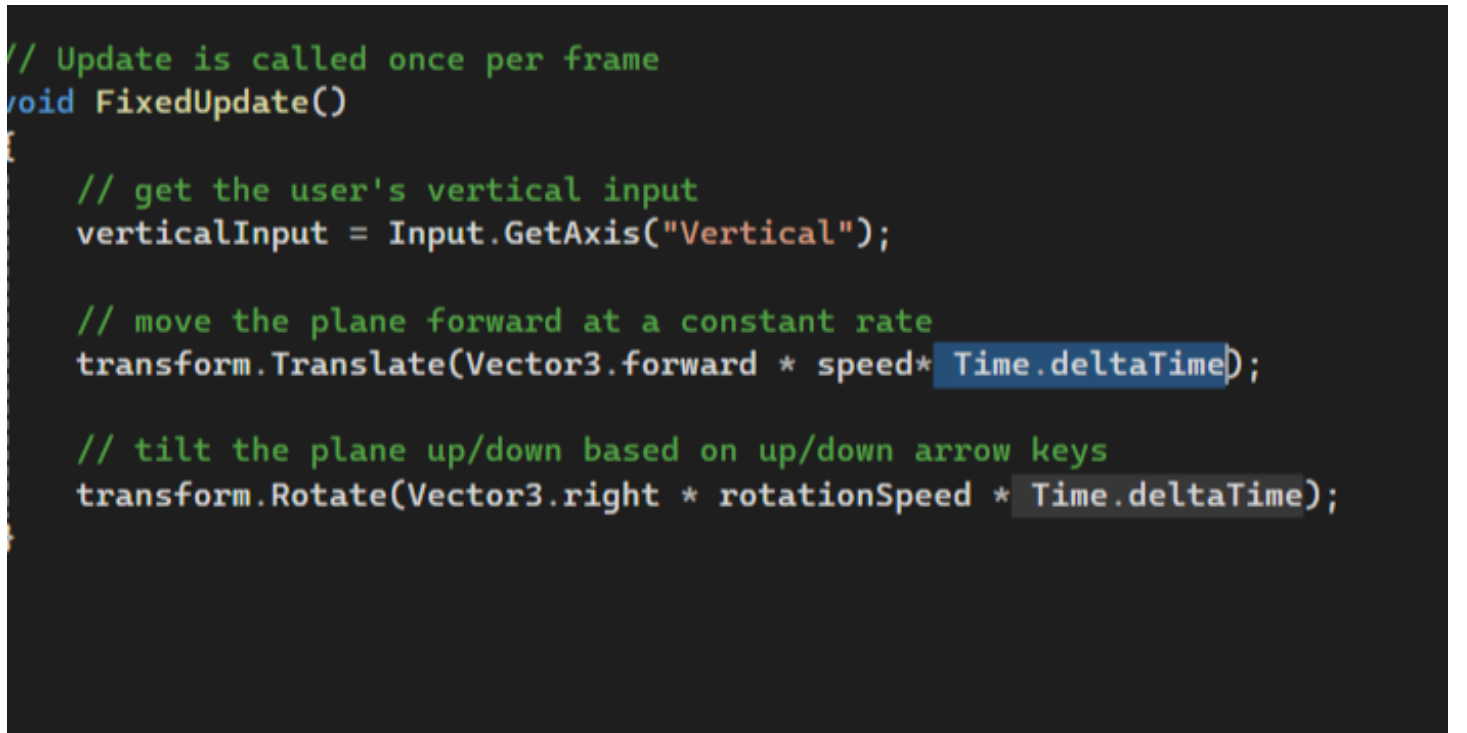 // Update is called once per frame
void FixedUpdate()
{
// get the user's vertical input
verticalInput = Input.GetAxis("Vertical");
// move the plane forward at a constant rate
transform.Translate(Vector3.forward * speed* Time.deltaTime);
// tilt the plane up/down based on up/down arrow keys
transform.Rotate(Vector3.right * rotationSpeed * Time.deltaTime);
}